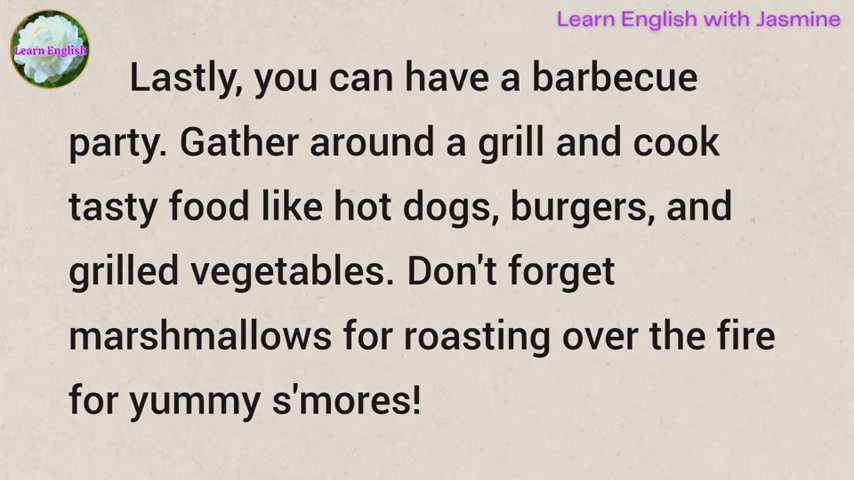 Learn English with Jasmine
Learn English
Lastly, you can have a barbecue
party. Gather around a grill and cook
tasty food like hot dogs, burgers, and
grilled vegetables. Don't forget
marshmallows for roasting over the fire
for yummy s'mores!